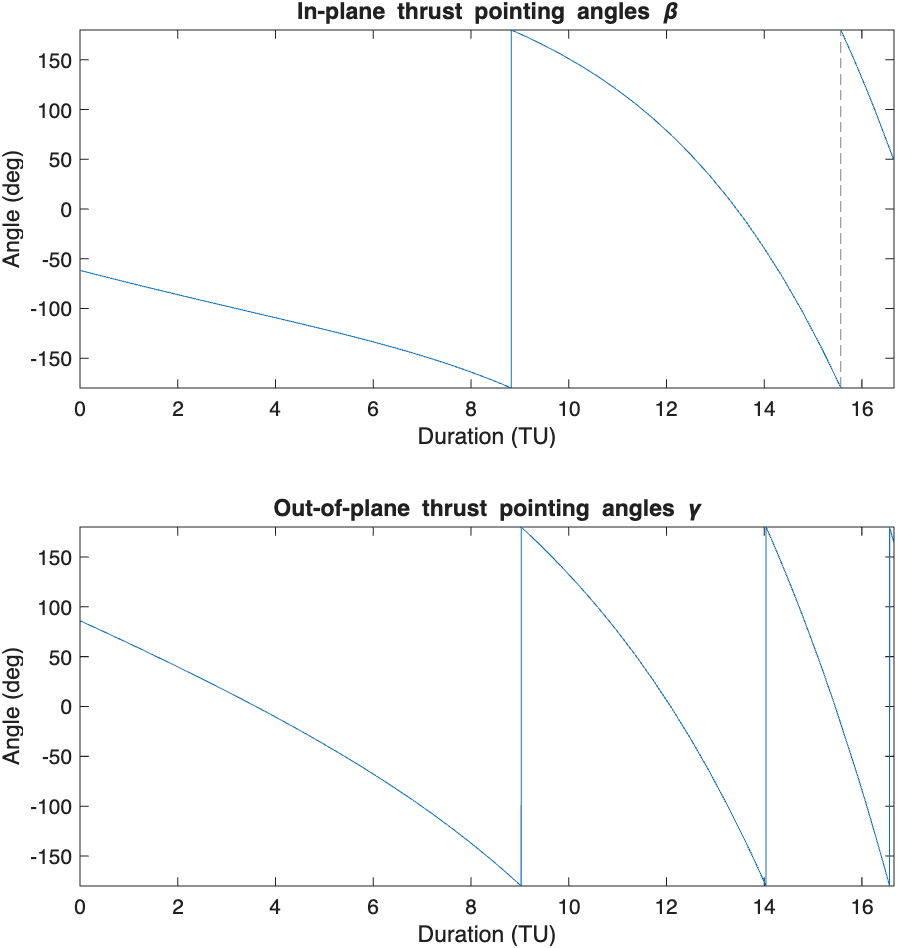 In-plane thrust pointing angles β
150
100
50
0
-50
-100
-150
Angle (deg)
0 2 4 6 8 10 12 14 16
Duration (TU)
Out-of-plane thrust pointing angles γ
150
100
50
0
-50
-100
-150
Angle (deg)
0 2 4 6 8 10 12 14 16
Duration (TU)